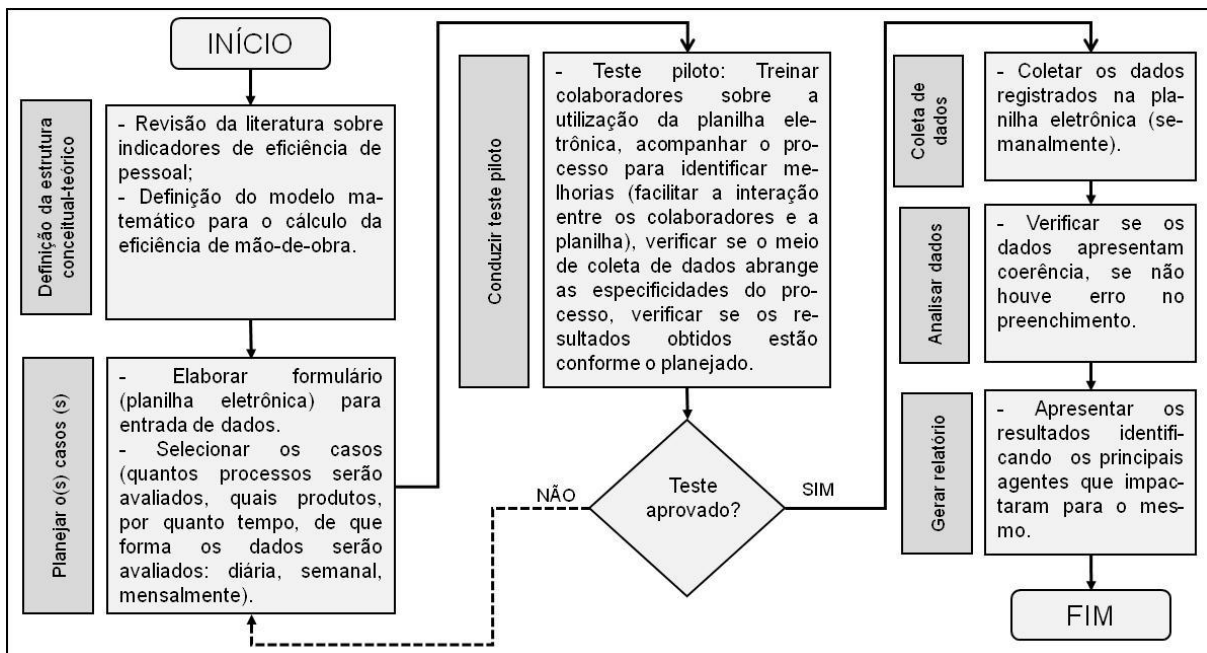 INÍCIO
Definição da estrutura
conceitual-teórico
- Revisão da literatura sobre
indicadores de eficiência de
pessoal;
- Definição do modelo ma-
temático para o cálculo da
eficiência de mão-de-obra.
Planejar o(s) casos (s)
- Elaborar formulário
(planilha eletrônica) para
entrada de dados.
- Selecionar os casos
(quantos processos serão
avaliados, quais produtos,
por quanto tempo, de que
forma os dados serão
avaliados: diária, semanal,
mensalmente).
Conduzir teste piloto
- Teste piloto: Treinar
colaboradores sobre a
utilização da planilha ele-
trônica, acompanhar o pro-
cesso para identificar me-
lhorias (facilitar a interação
entre os colaboradores e a
planilha), verificar se o meio
de coleta de dados abrange
as especificidades do pro-
cesso, verificar se os re-
sultados obtidos estão
conforme o planejado.
NÃO
Teste
aprovado?
SIM
Coleta de
dados
- Coletar os dados
registrados na pla-
nilha eletrônica (se-
manalmente).
Analisar dados
- Verificar se os
dados apresentam
coerência, se não
houve erro no
preenchimento.
Gerar relatório
- Apresentar os
resultados identifi-
cando os principais
agentes que impac-
taram para o mes-
mo.
FIM